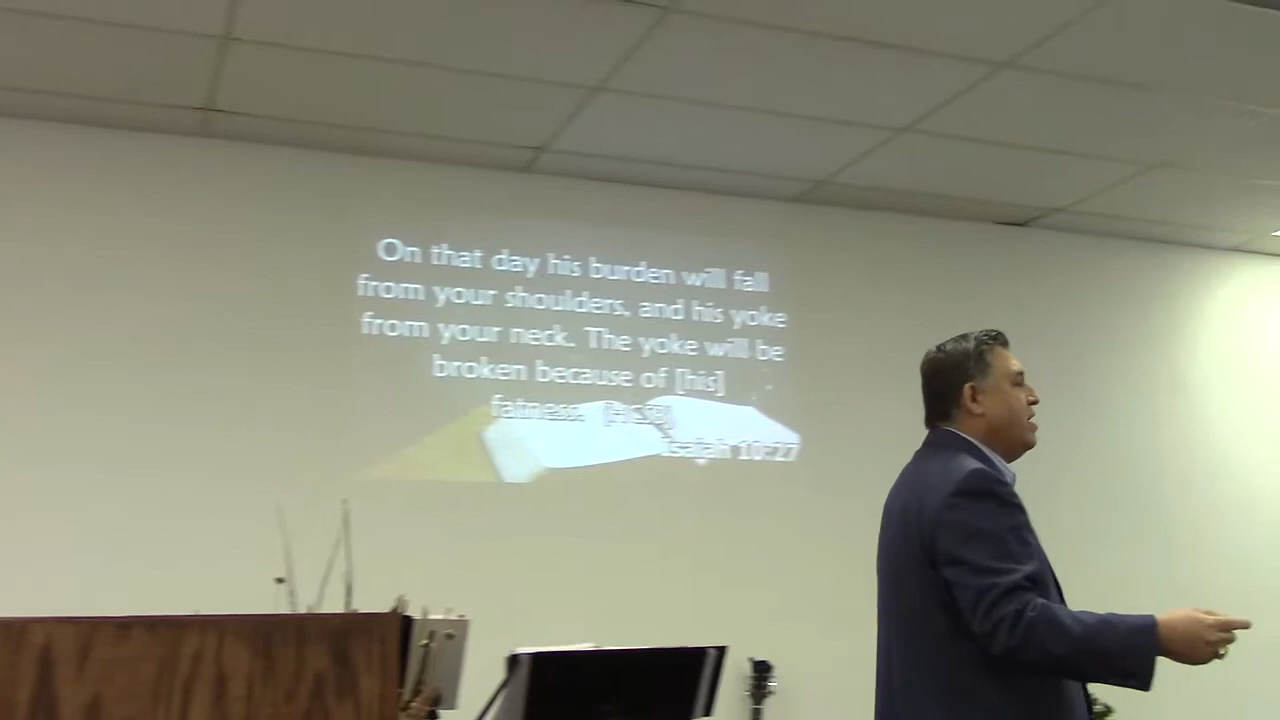 On that day his burden will fall
from your shoulders, and his yoke
from your neck. The yoke will be
broken because of [his]
fatness. [HCSB]
Isaiah 10:27